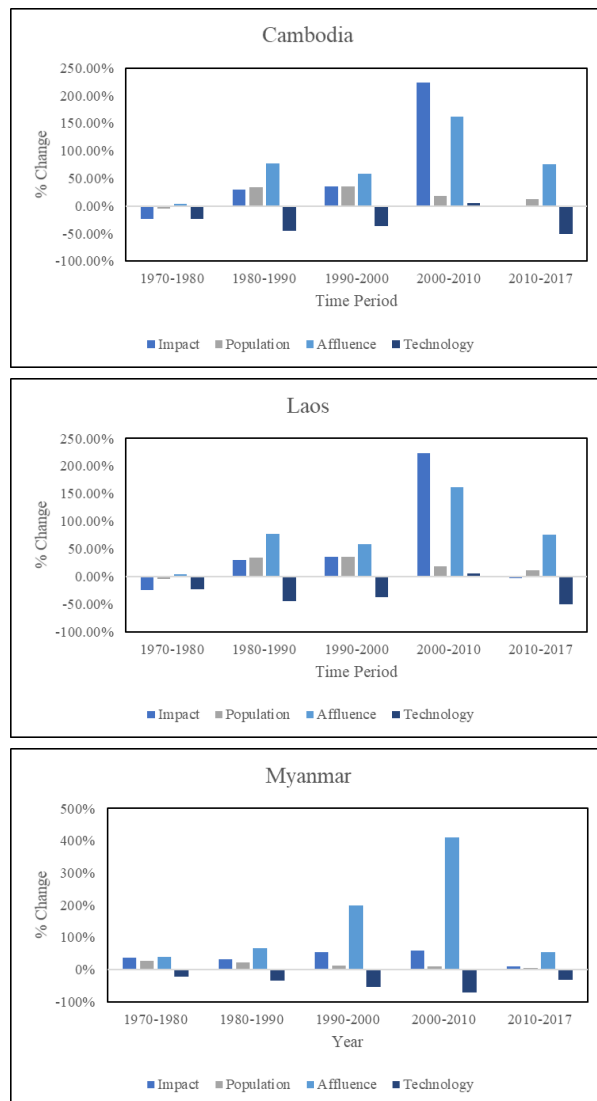 Cambodia
250.00%
200.00%
150.00%
100.00%
50.00%
0.00%
-50.00%
-100.00%
% Change
1970-1980 1980-1990 1990-2000 2000-2010 2010-2017
Time Period
Impact Population Affluence Technology
Laos
250.00%
200.00%
150.00%
100.00%
50.00%
0.00%
-50.00%
-100.00%
% Change
1970-1980 1980-1990 1990-2000 2000-2010 2010-2017
Time Period
Impact Population Affluence Technology
Myanmar
500%
400%
300%
200%
100%
0%
-100%
% Change
1970-1980 1980-1990 1990-2000 2000-2010 2010-2017
Year
Impact Population Affluence Technology